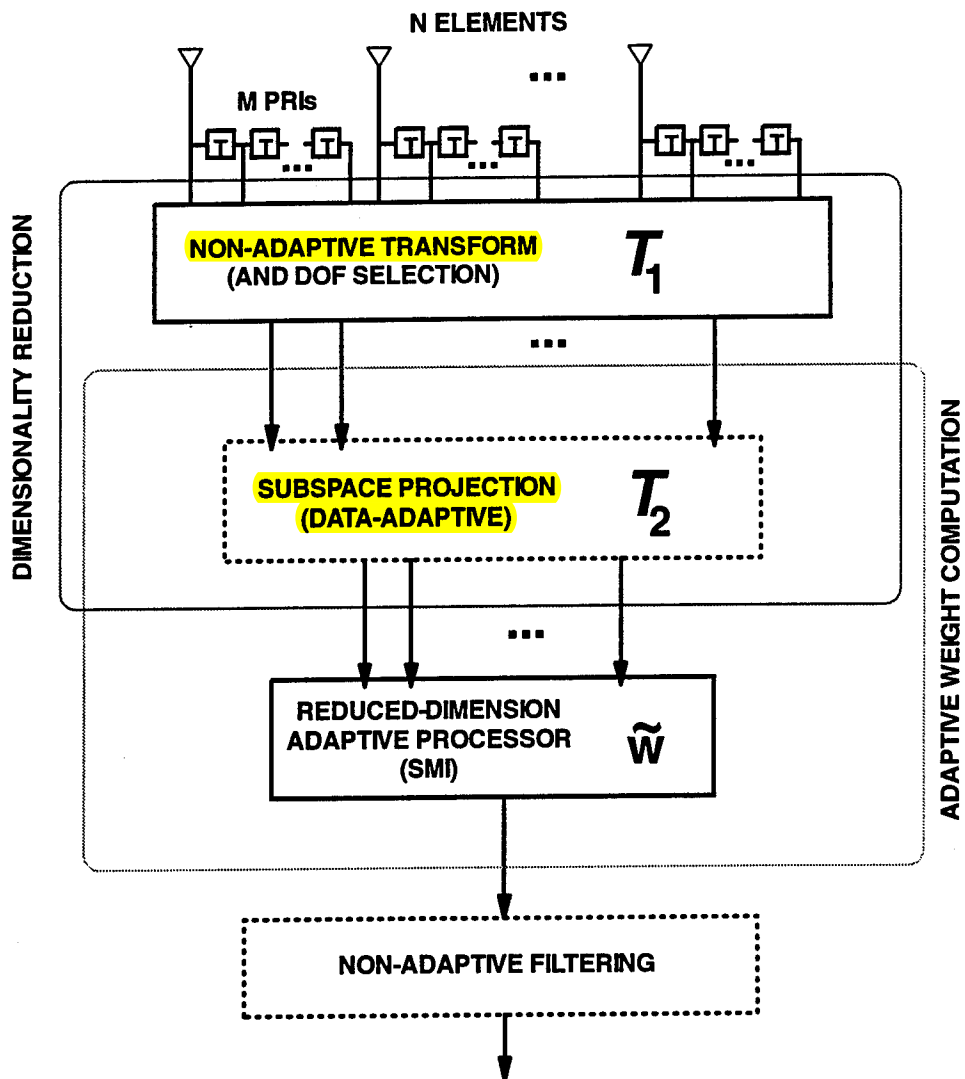 N ELEMENTS
...
M PRIs
T T ... T T T ... T T T ... T
NON-ADAPTIVE TRANSFORM
(AND DOF SELECTION)
T1
...
DIMENSIONALITY REDUCTION
SUBSPACE PROJECTION
(DATA-ADAPTIVE)
T2
ADAPTIVE WEIGHT COMPUTATION
...
REDUCED-DIMENSION
ADAPTIVE PROCESSOR
(SMI)
w̃
NON-ADAPTIVE FILTERING